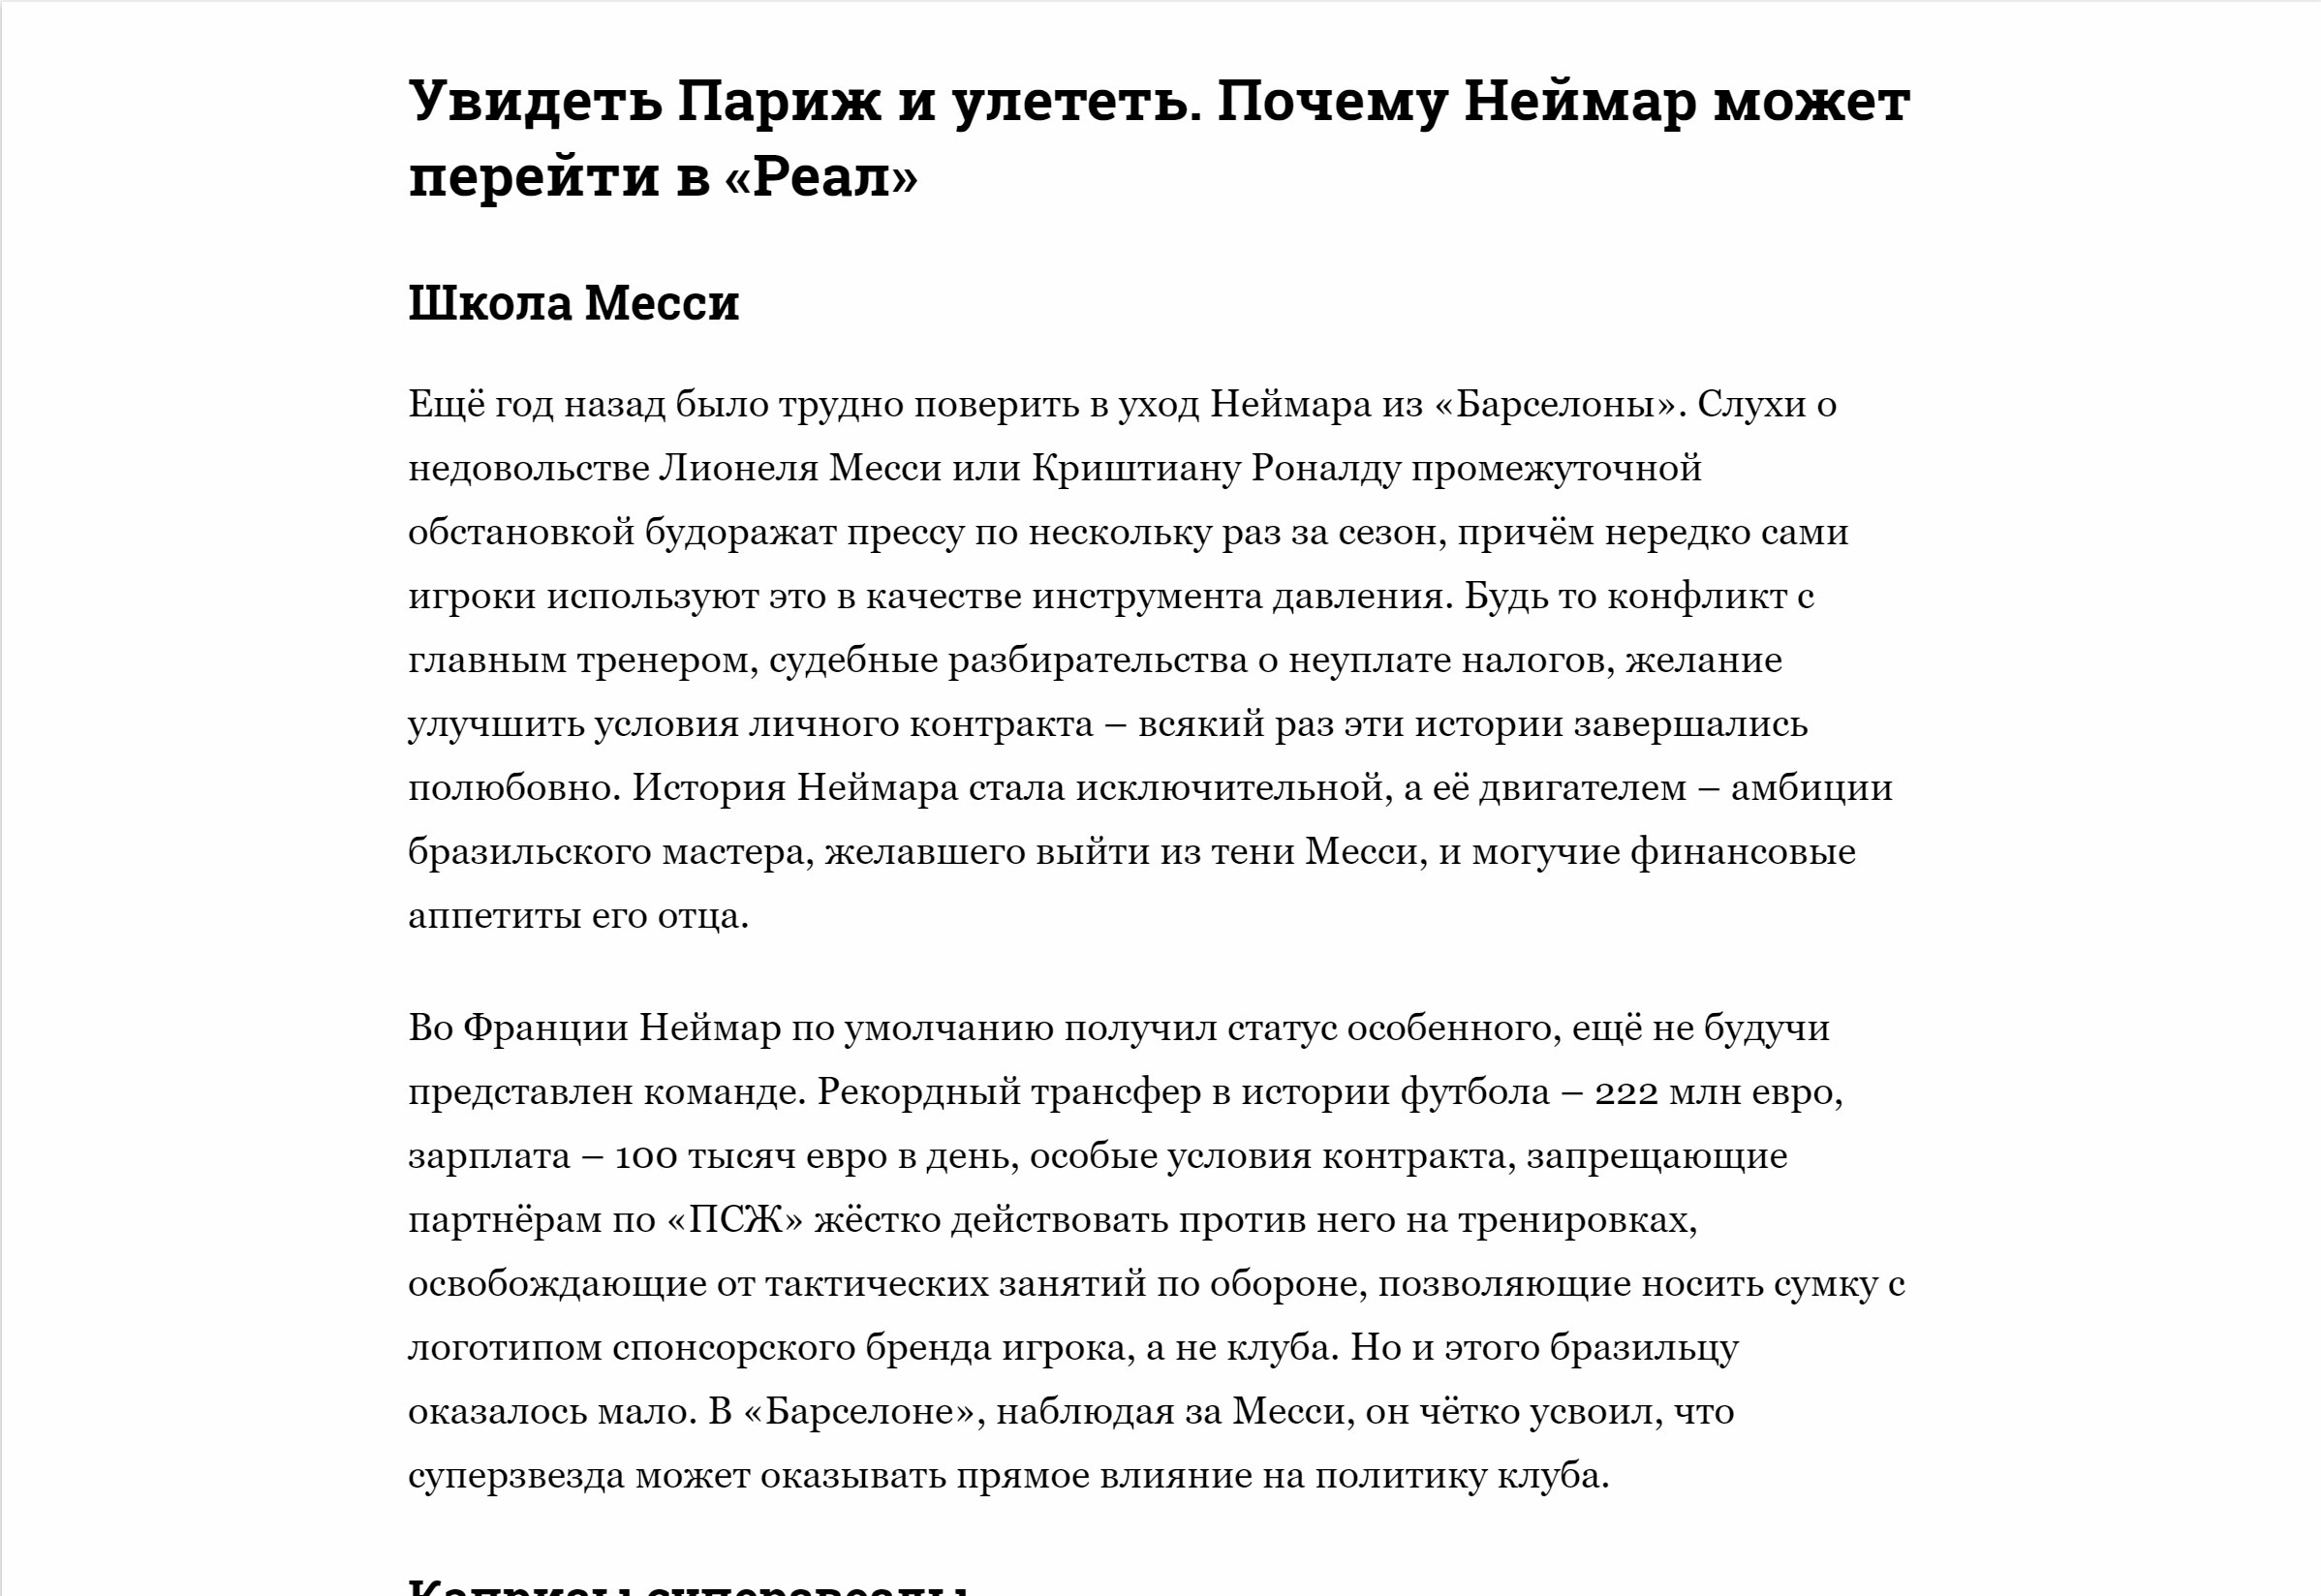 Увидеть Париж и улететь. Почему Неймар может
перейти в «Реал»
Школа Месси
Ещё год назад было трудно поверить в уход Неймара из «Барселоны». Слухи о
недовольстве Лионеля Месси или Криштиану Роналду промежуточной
обстановкой будоражат прессу по нескольку раз за сезон, причём нередко сами
игроки используют это в качестве инструмента давления. Будь то конфликт с
главным тренером, судебные разбирательства о неуплате налогов, желание
улучшить условия личного контракта – всякий раз эти истории завершались
полюбовно. История Неймара стала исключительной, а её двигателем – амбиции
бразильского мастера, желавшего выйти из тени Месси, и могучие финансовые
аппетиты его отца.
Во Франции Неймар по умолчанию получил статус особенного, ещё не будучи
представлен команде. Рекордный трансфер в истории футбола – 222 млн евро,
зарплата – 100 тысяч евро в день, особые условия контракта, запрещающие
партнёрам по «ПСЖ» жёстко действовать против него на тренировках,
освобождающие от тактических занятий по обороне, позволяющие носить сумку с
логотипом спонсорского бренда игрока, а не клуба. Но и этого бразильцу
оказалось мало. В «Барселоне», наблюдая за Месси, он чётко усвоил, что
суперзвезда может оказывать прямое влияние на политику клуба.
Капризы суперзвезды